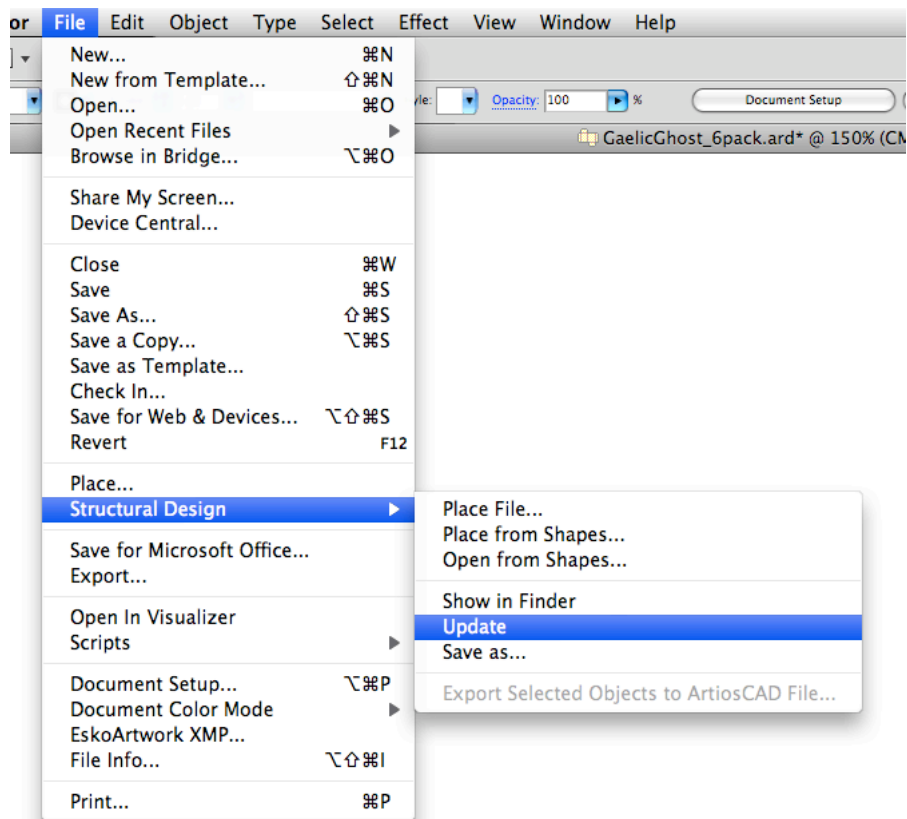 or File Edit Object Type Select Effect View Window Help
yle: Opacity: 100 % Document Setup
GaelicGhost_6pack.ard* @ 150% (CM
New... ⌘N
New from Template... ⇧⌘N
Open... ⌘O
Open Recent Files ▶
Browse in Bridge... ⌥⌘O
Share My Screen...
Device Central...
Close ⌘W
Save ⌘S
Save As... ⇧⌘S
Save a Copy... ⌥⌘S
Save as Template...
Check In...
Save for Web & Devices... ⌥⇧⌘S
Revert F12
Place...
Structural Design ▶
Save for Microsoft Office...
Export...
Open In Visualizer
Scripts ▶
Document Setup... ⌥⌘P
Document Color Mode ▶
EskoArtwork XMP...
File Info... ⌥⇧⌘I
Print... ⌘P
Place File...
Place from Shapes...
Open from Shapes...
Show in Finder
Update
Save as...
Export Selected Objects to ArtiosCAD File...